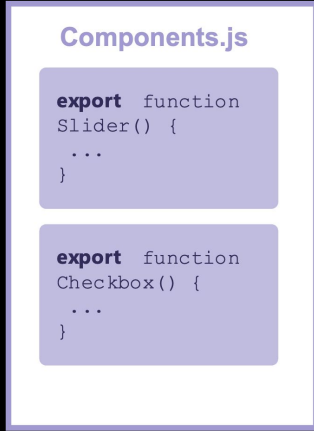 Components.js
export function
Slider() {
...
}
export function
Checkbox() {
...
}